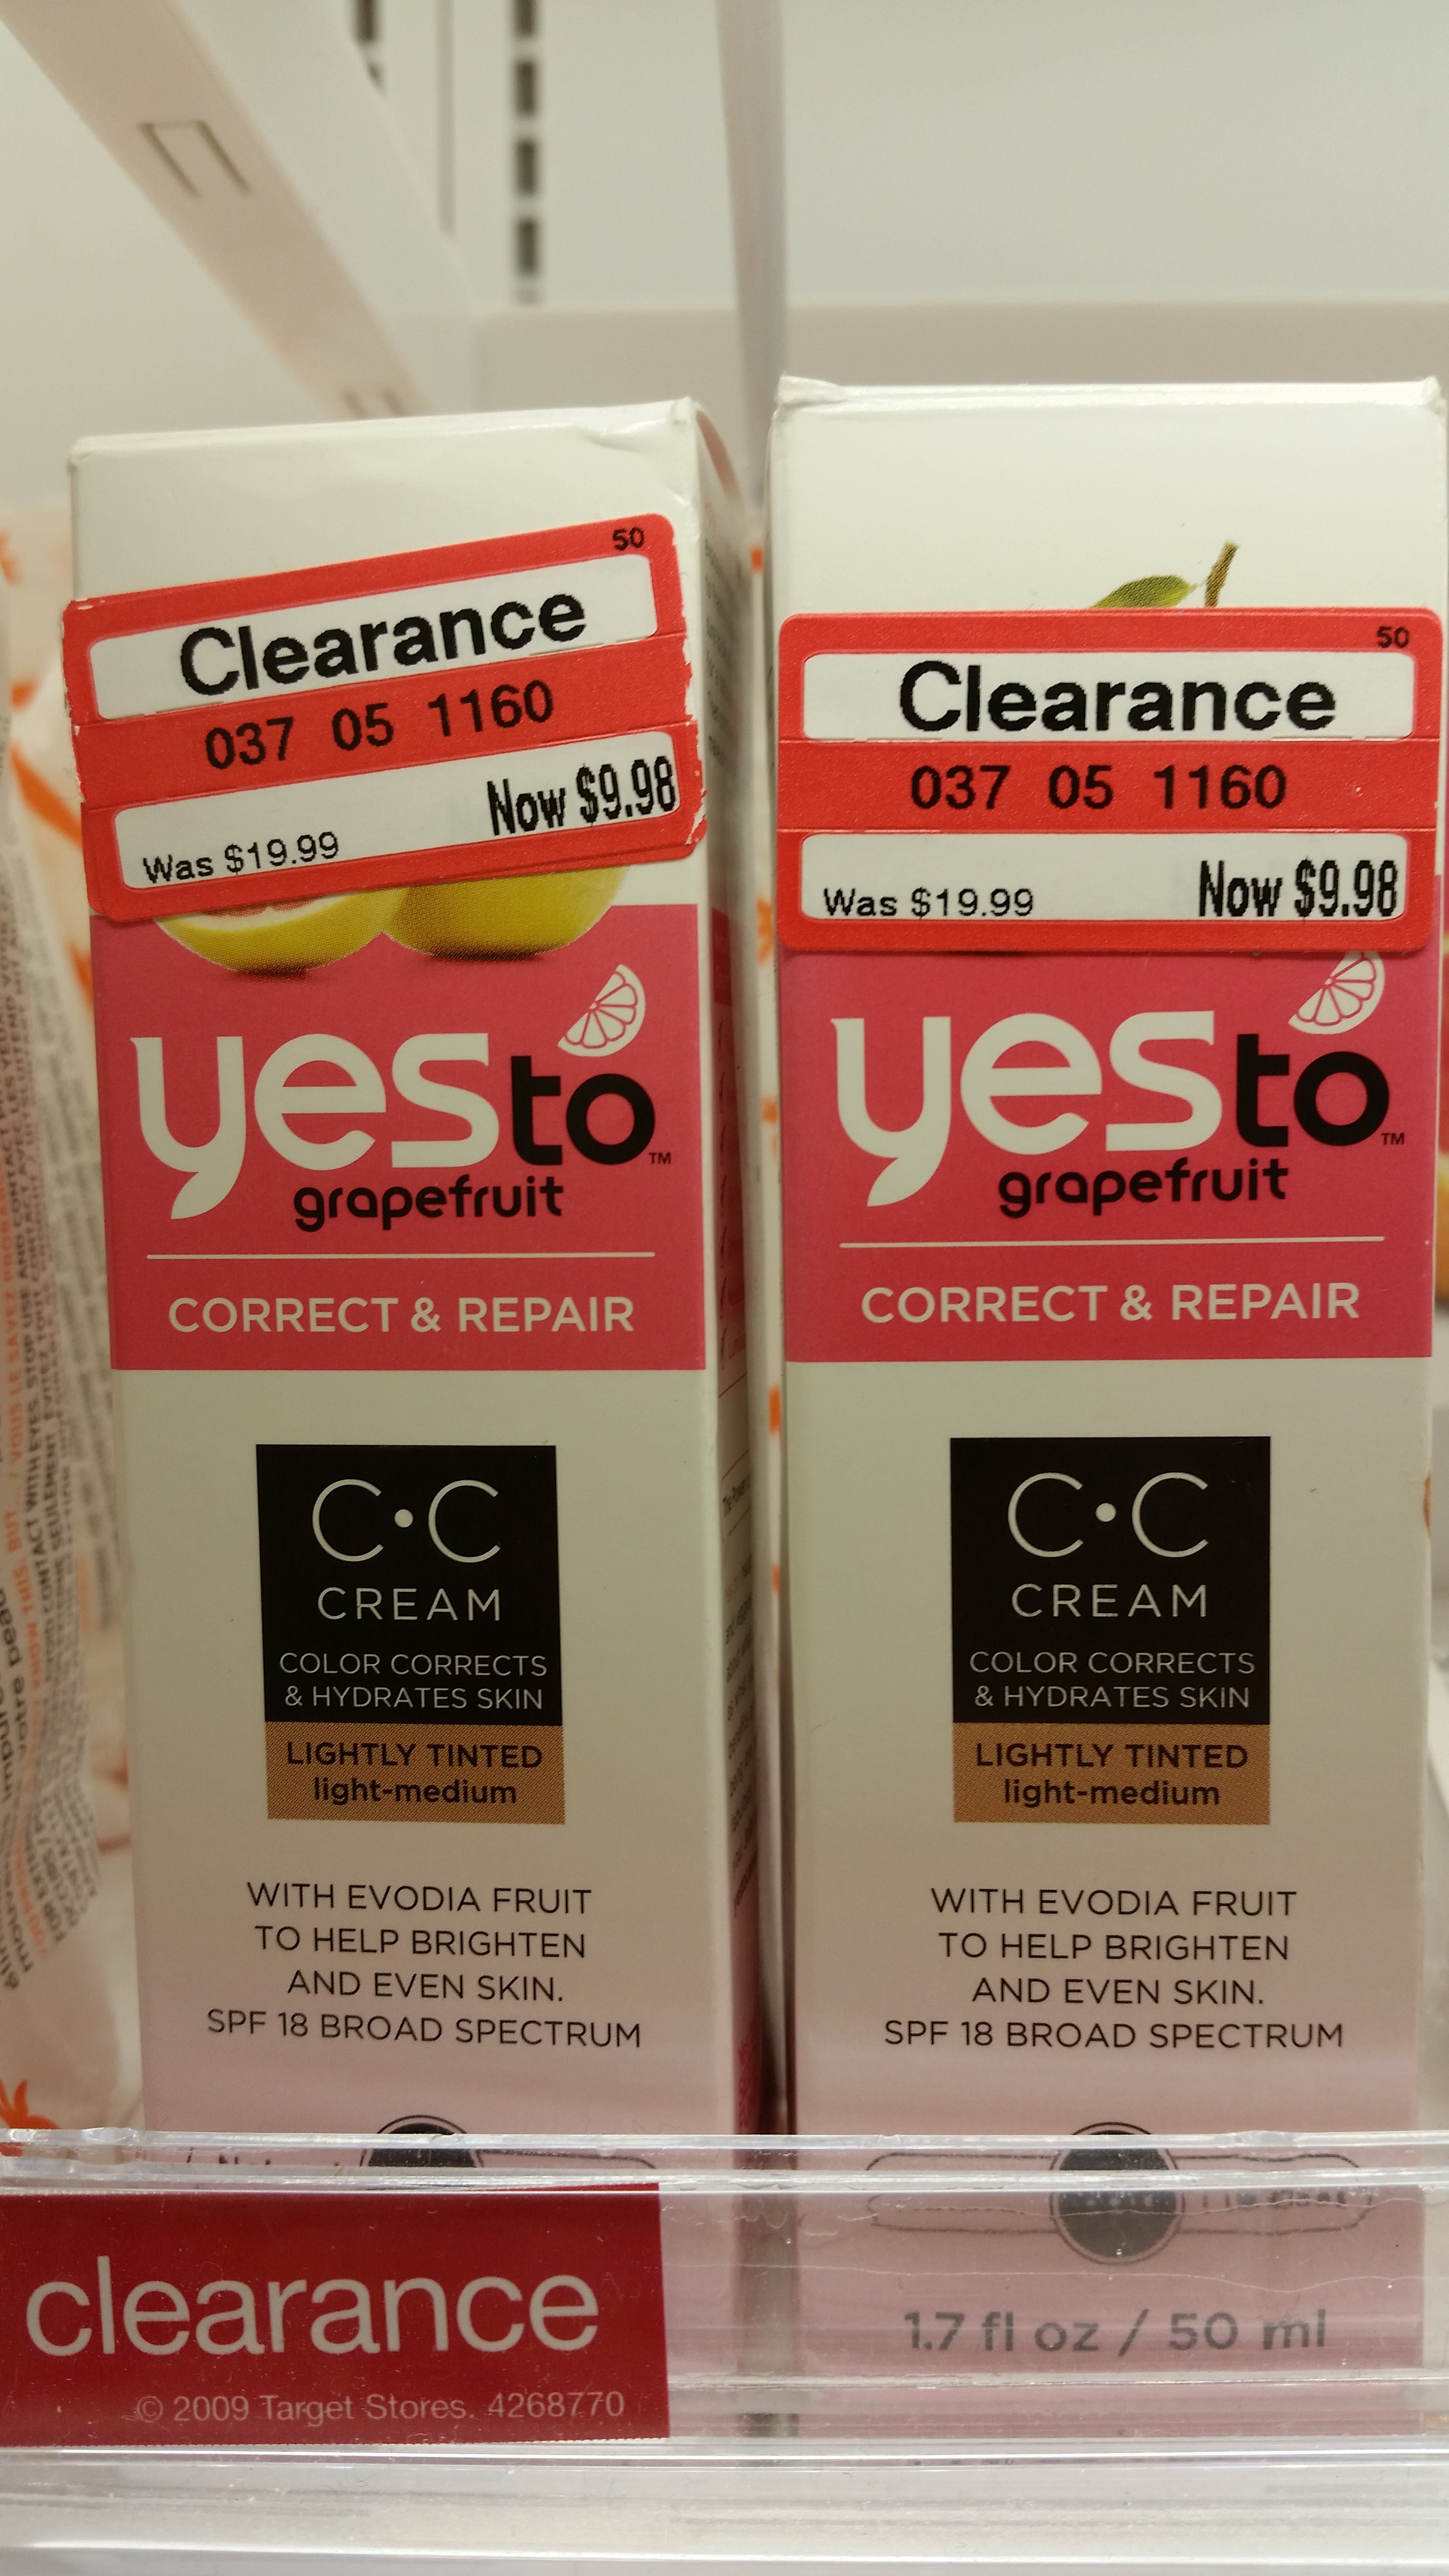 50
Clearance
037 05 1160
Was $19.99 Now $9.98
yes to™
grapefruit
CORRECT & REPAIR
C•C
CREAM
COLOR CORRECTS
& HYDRATES SKIN
LIGHTLY TINTED
light-medium
WITH EVODIA FRUIT
TO HELP BRIGHTEN
AND EVEN SKIN.
SPF 18 BROAD SPECTRUM
50
Clearance
037 05 1160
Was $19.99 Now $9.98
yes to™
grapefruit
CORRECT & REPAIR
C•C
CREAM
COLOR CORRECTS
& HYDRATES SKIN
LIGHTLY TINTED
light-medium
WITH EVODIA FRUIT
TO HELP BRIGHTEN
AND EVEN SKIN.
SPF 18 BROAD SPECTRUM
1.7 fl oz / 50 ml
clearance
© 2009 Target Stores. 4268770